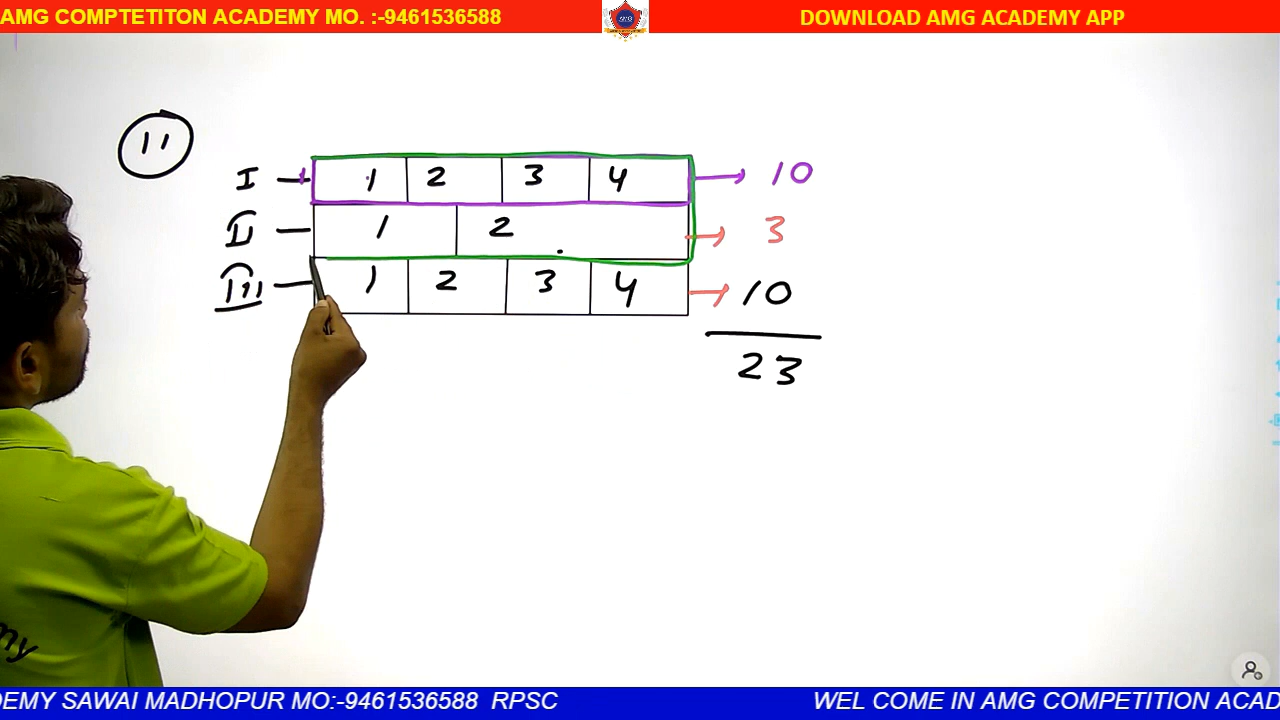 AMG COMPTETITON ACADEMY MO. :-9461536588
DOWNLOAD AMG ACADEMY APP
11
I 1 2 3 4 10
II 1 2 3
III 1 2 3 4 10
23
DEMY SAWAI MADHOPUR MO:-9461536588 RPSC
WEL COME IN AMG COMPETITION ACAD